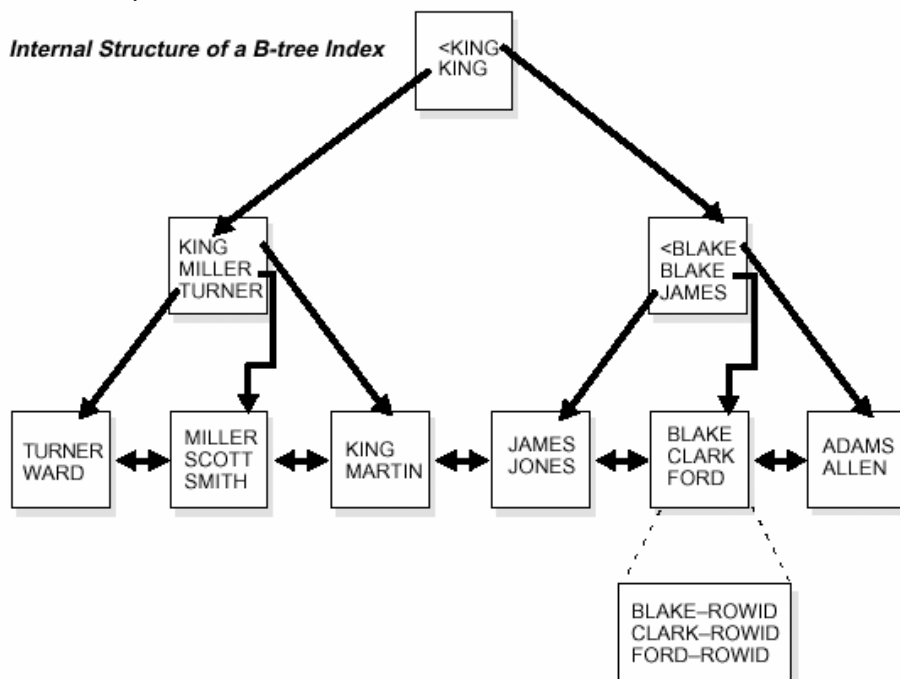 Internal Structure of a B-tree Index
<KING
KING
KING
MILLER
TURNER
<BLAKE
BLAKE
JAMES
TURNER
WARD
MILLER
SCOTT
SMITH
KING
MARTIN
JAMES
JONES
BLAKE
CLARK
FORD
ADAMS
ALLEN
BLAKE–ROWID
CLARK–ROWID
FORD–ROWID